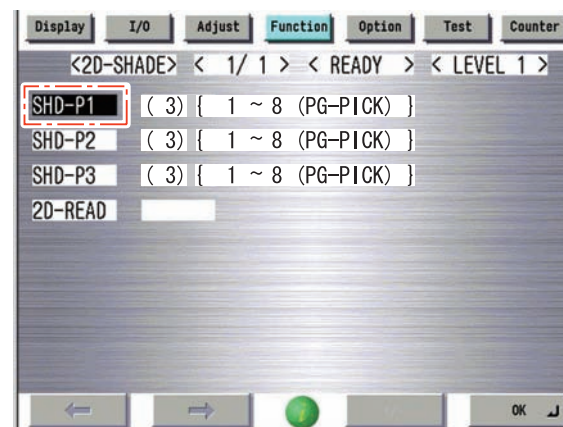 Display I/O Adjust Function Option Test Counter
<2D-SHADE> < 1/ 1 > < READY > < LEVEL 1 >
SHD-P1 ( 3) { 1 ~ 8 (PG-PICK) }
SHD-P2 ( 3) { 1 ~ 8 (PG-PICK) }
SHD-P3 ( 3) { 1 ~ 8 (PG-PICK) }
2D-READ
OK